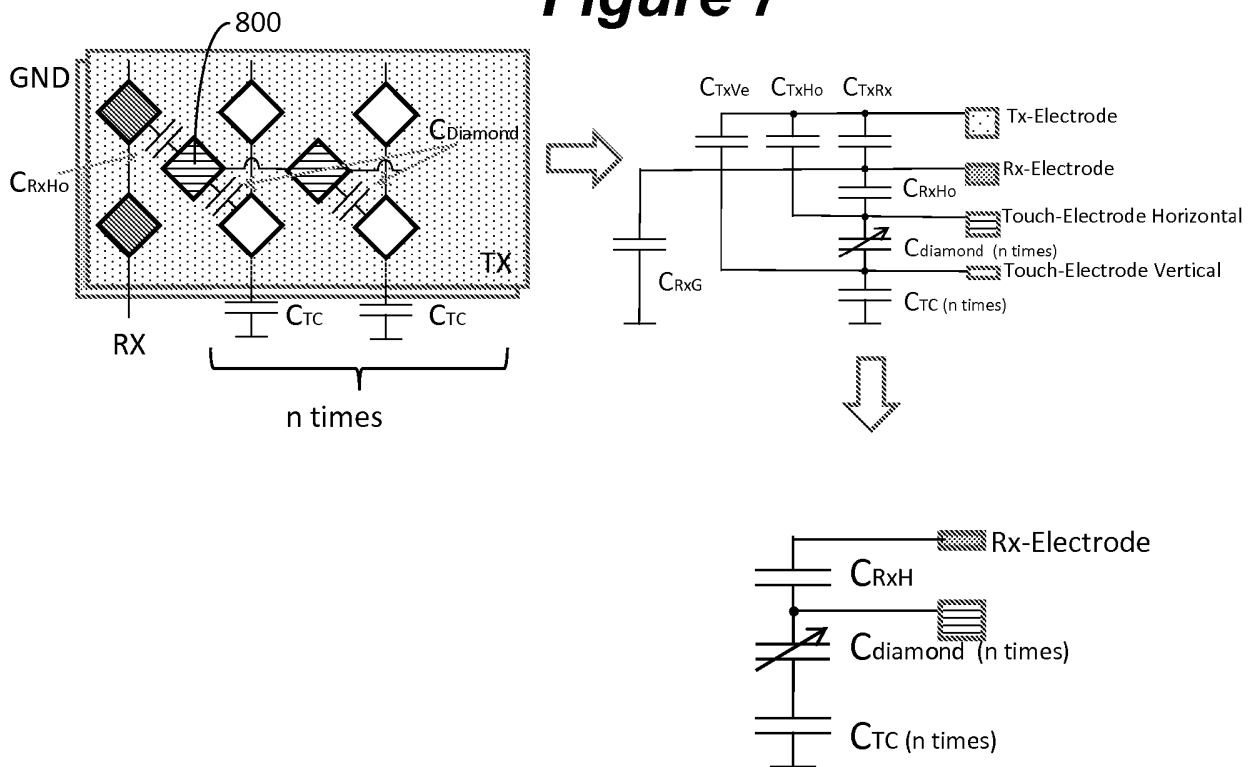 Figure 7
800
GND
CDiamond
CRxHo
TX
CTC
CTC
RX
n times
CTxVe
CTxHo
CTxRx
Tx-Electrode
Rx-Electrode
CRxHo
Touch-Electrode Horizontal
Cdiamond (n times)
Touch-Electrode Vertical
CRxG
CTC (n times)
Rx-Electrode
CRxH
Cdiamond (n times)
CTC (n times)